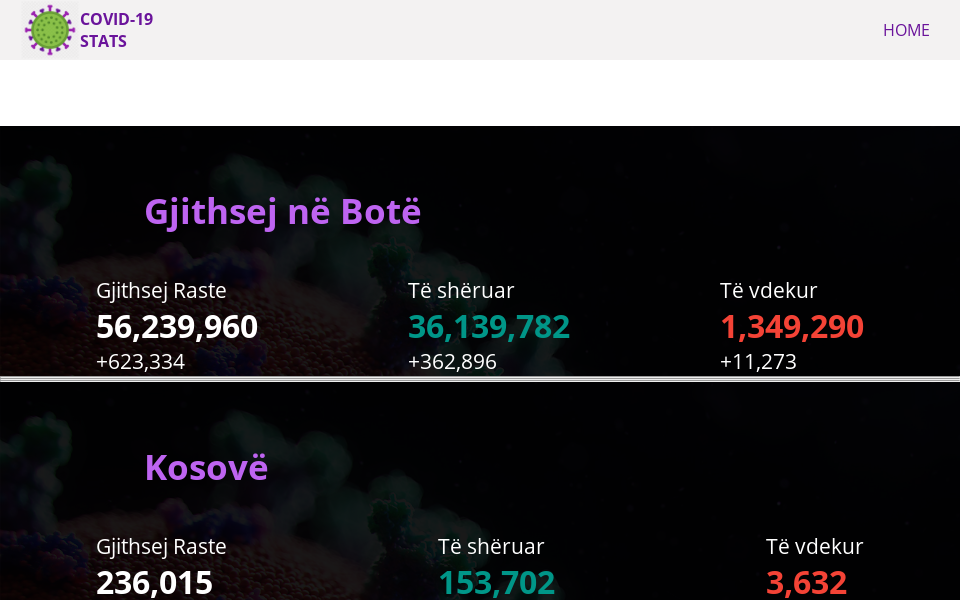 COVID-19
STATS
HOME
Gjithsej në Botë
Gjithsej Raste
56,239,960
+623,334
Të shëruar
36,139,782
+362,896
Të vdekur
1,349,290
+11,273
Kosovë
Gjithsej Raste
236,015
Të shëruar
153,702
Të vdekur
3,632